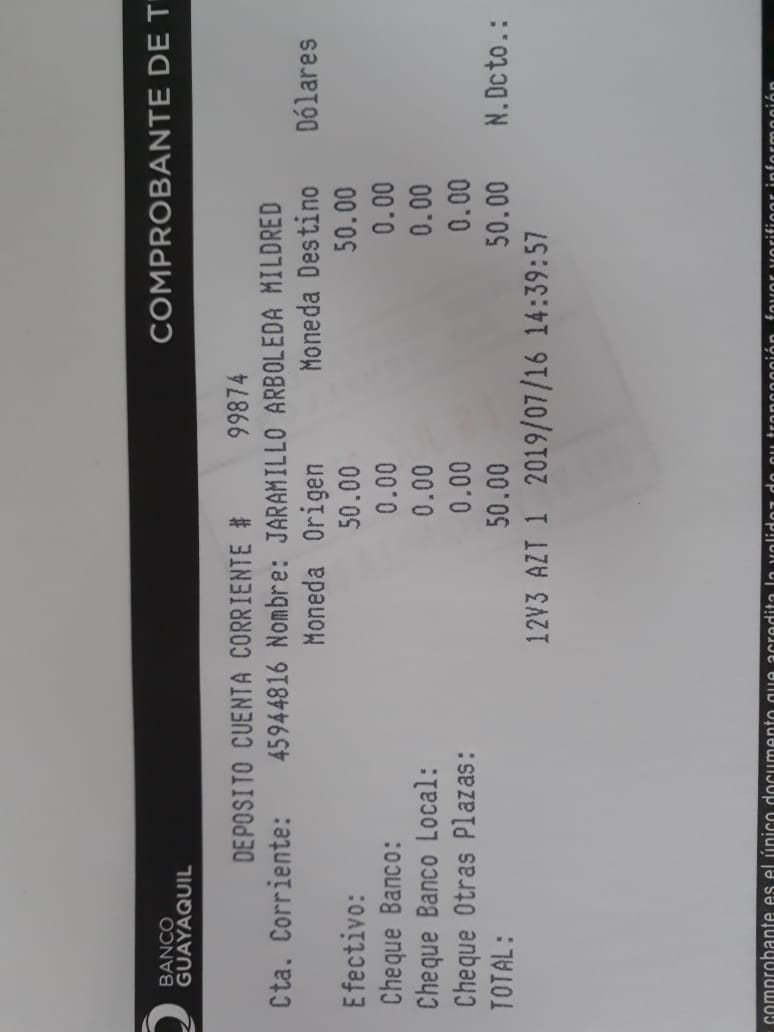 BANCO
GUAYAQUIL
COMPROBANTE DE
DEPOSITO CUENTA CORRIENTE # 99874
Cta. Corriente: 45944816 Nombre: JARAMILLO ARBOLEDA MILDRED
Moneda Origen Moneda Destino Dólares
Efectivo: 50.00 50.00
Cheque Banco: 0.00 0.00
Cheque Banco Local: 0.00 0.00
Cheque Otras Plazas: 0.00 0.00
TOTAL: 50.00 50.00 N.Dcto.:
12V3 AZT 1 2019/07/16 14:39:57
comprobante es el único documento que acredita la validez de su transacción, favor verificar información